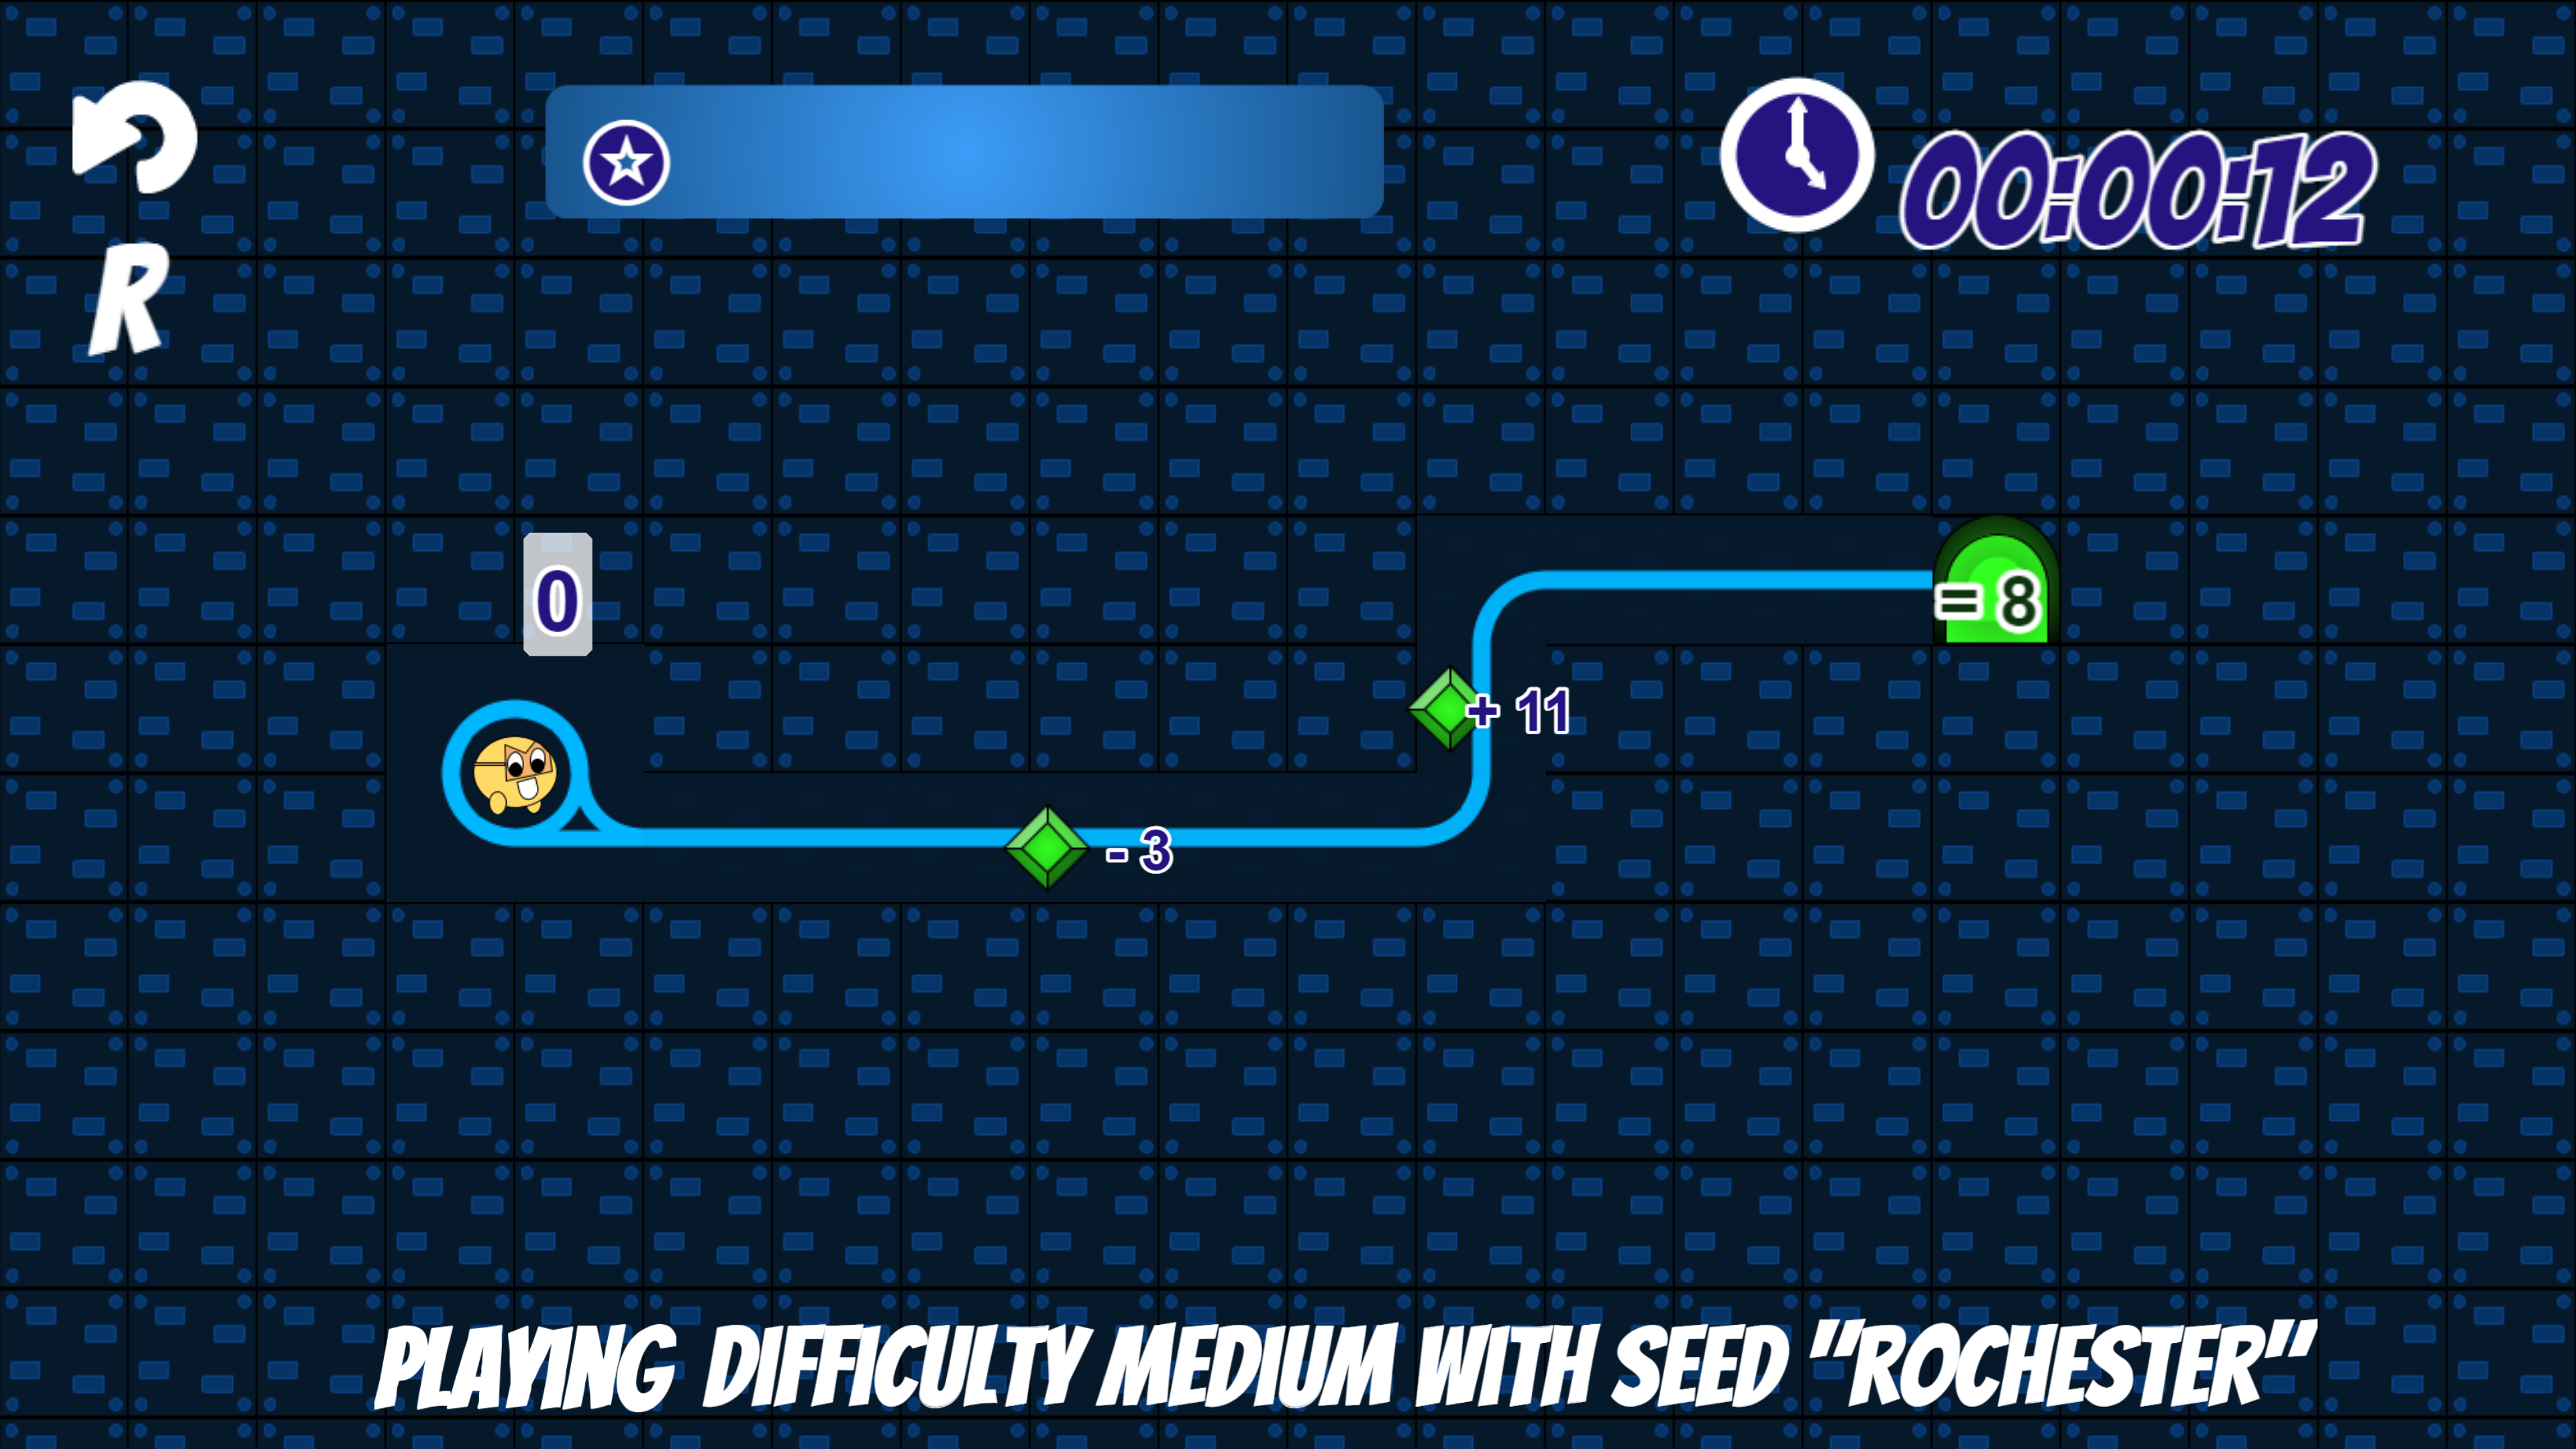 00:00:12
R
0
= 8
+ 11
- 3
PLAYING DIFFICULTY MEDIUM WITH SEED "ROCHESTER"